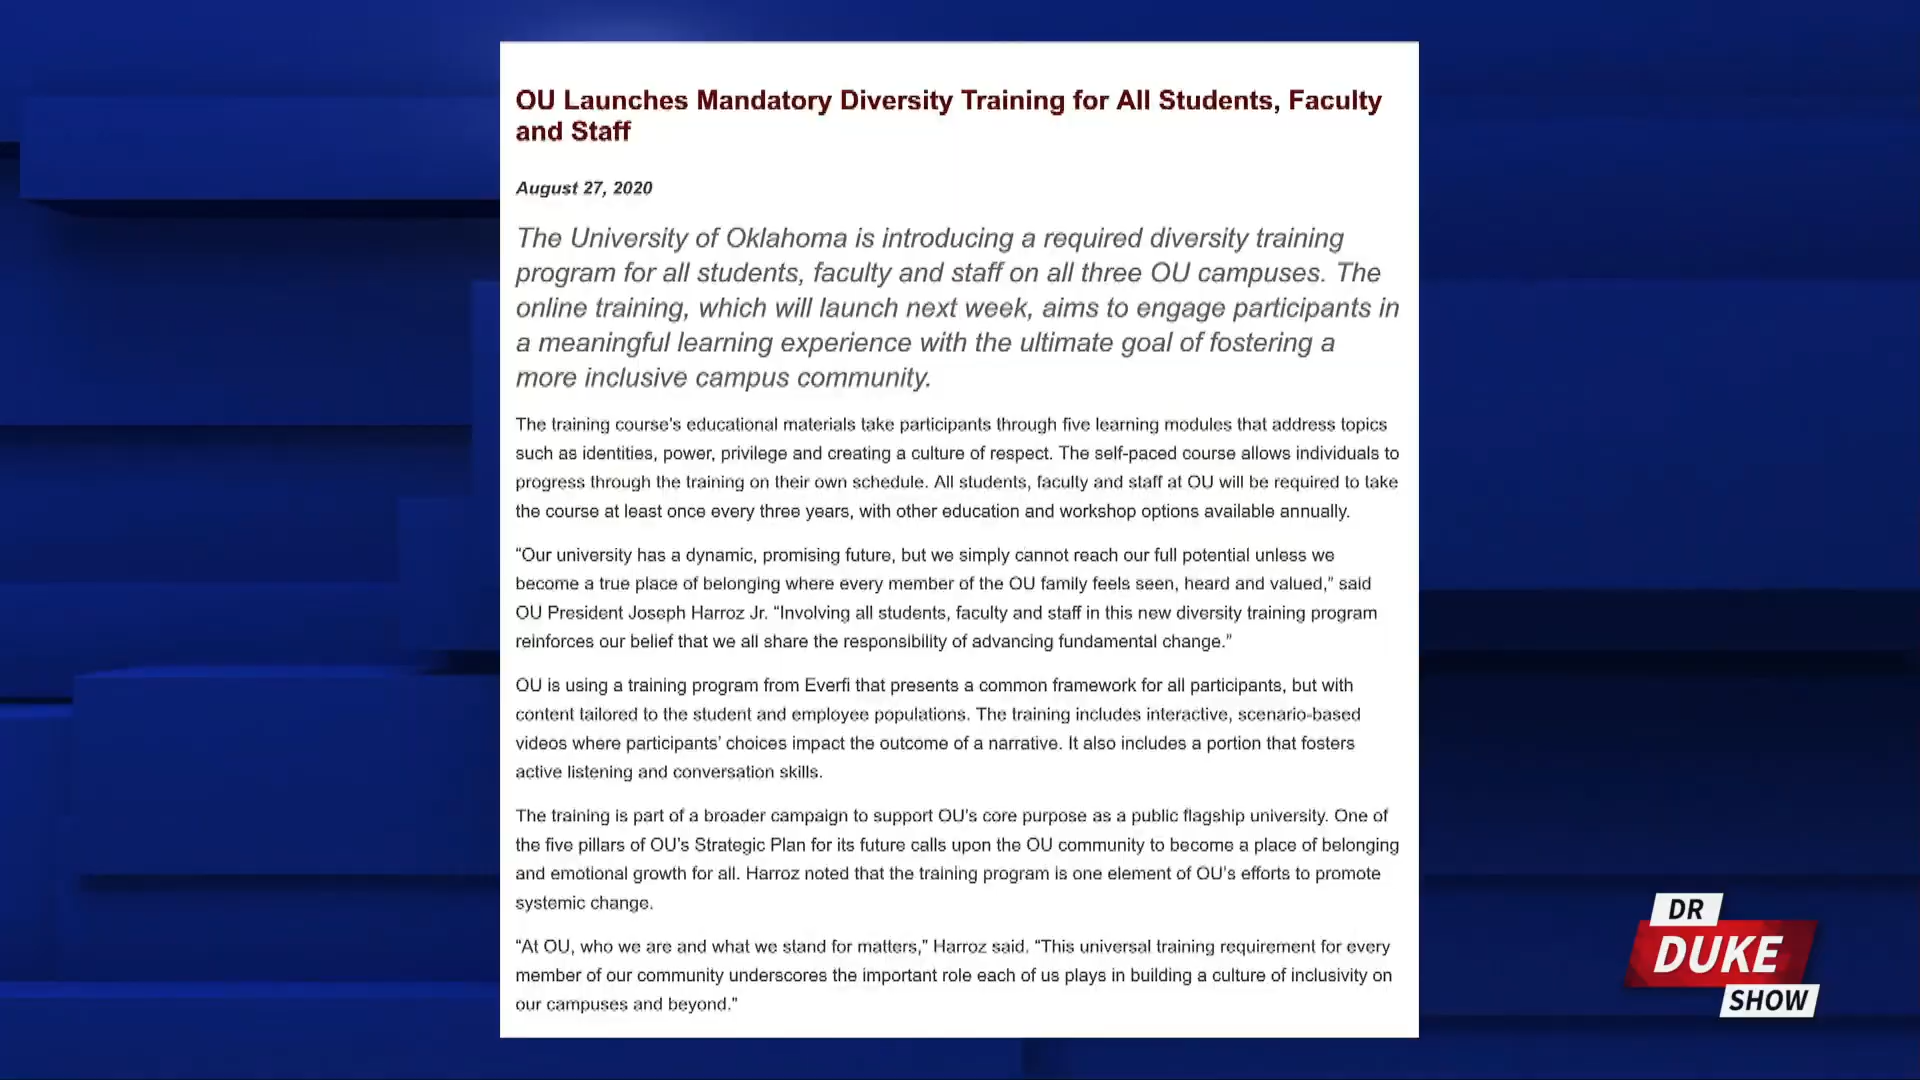 OU Launches Mandatory Diversity Training for All Students, Faculty
and Staff
August 27, 2020
The University of Oklahoma is introducing a required diversity training
program for all students, faculty and staff on all three OU campuses. The
online training, which will launch next week, aims to engage participants in
a meaningful learning experience with the ultimate goal of fostering a
more inclusive campus community.
The training course's educational materials take participants through five learning modules that address topics
such as identities, power, privilege and creating a culture of respect. The self-paced course allows individuals to
progress through the training on their own schedule. All students, faculty and staff at OU will be required to take
the course at least once every three years, with other education and workshop options available annually.
“Our university has a dynamic, promising future, but we simply cannot reach our full potential unless we
become a true place of belonging where every member of the OU family feels seen, heard and valued,” said
OU President Joseph Harroz Jr. “Involving all students, faculty and staff in this new diversity training program
reinforces our belief that we all share the responsibility of advancing fundamental change.”
OU is using a training program from Everfi that presents a common framework for all participants, but with
content tailored to the student and employee populations. The training includes interactive, scenario-based
videos where participants’ choices impact the outcome of a narrative. It also includes a portion that fosters
active listening and conversation skills.
The training is part of a broader campaign to support OU’s core purpose as a public flagship university. One of
the five pillars of OU’s Strategic Plan for its future calls upon the OU community to become a place of belonging
and emotional growth for all. Harroz noted that the training program is one element of OU’s efforts to promote
systemic change.
“At OU, who we are and what we stand for matters,” Harroz said. “This universal training requirement for every
member of our community underscores the important role each of us plays in building a culture of inclusivity on
our campuses and beyond.”
DR
DUKE
SHOW